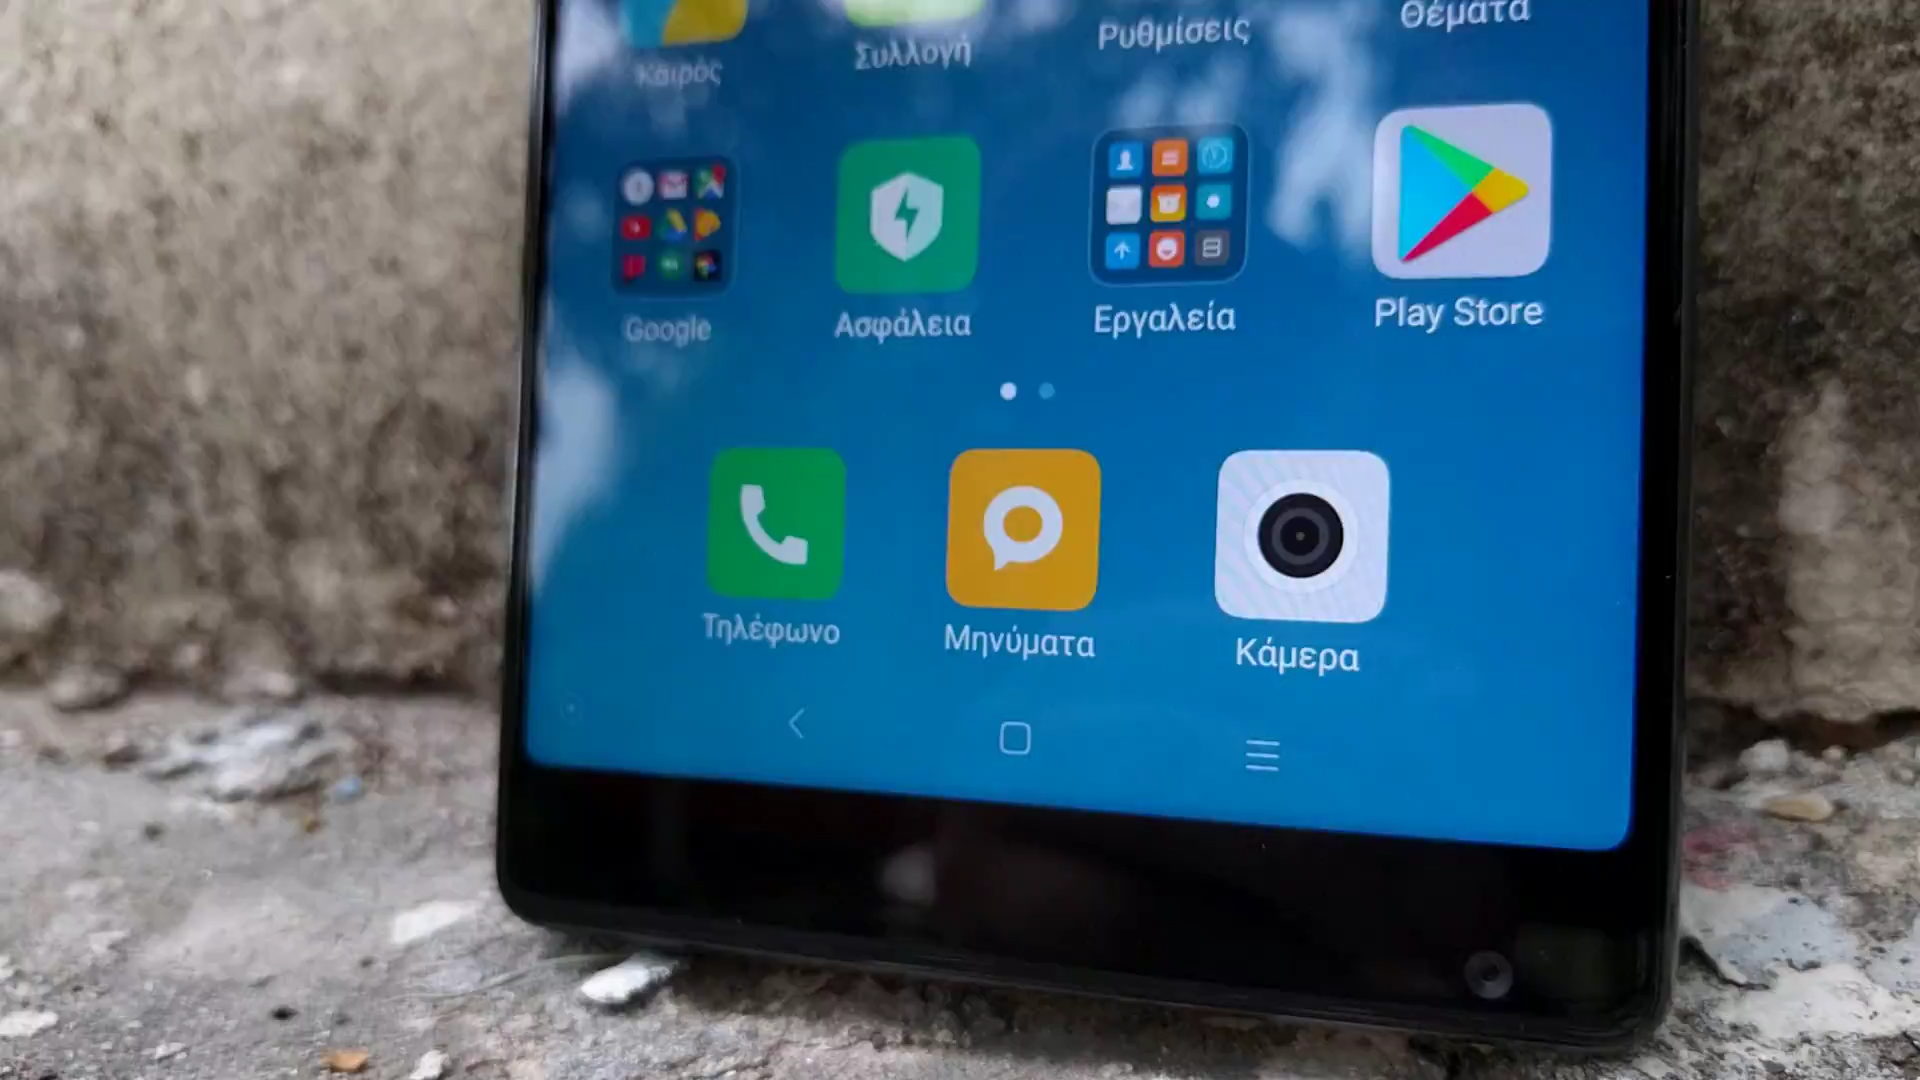 Καιρός
Συλλογή
Ρυθμίσεις
Θέματα
Google
Ασφάλεια
Εργαλεία
Play Store
Τηλέφωνο
Μηνύματα
Κάμερα